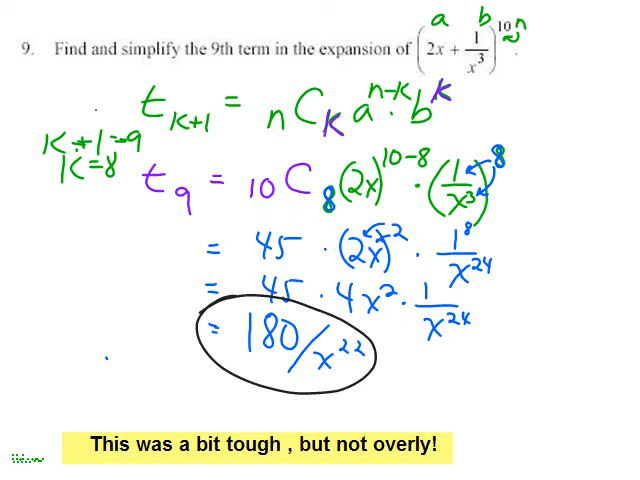 a b
9. Find and simplify the 9th term in the expansion of (2x + 1/x³)¹⁰ n.
t_{k+1} = nC_k a^{n-k} · b^k
k+1=9
k=8
t_9 = 10C_8 (2x)^{10-8} · (1/x³)^8
= 45 · (2x)² · 1^8/x^{24}
= 45 · 4x² · 1/x^{24}
= 180/x^{22}
This was a bit tough , but not overly!